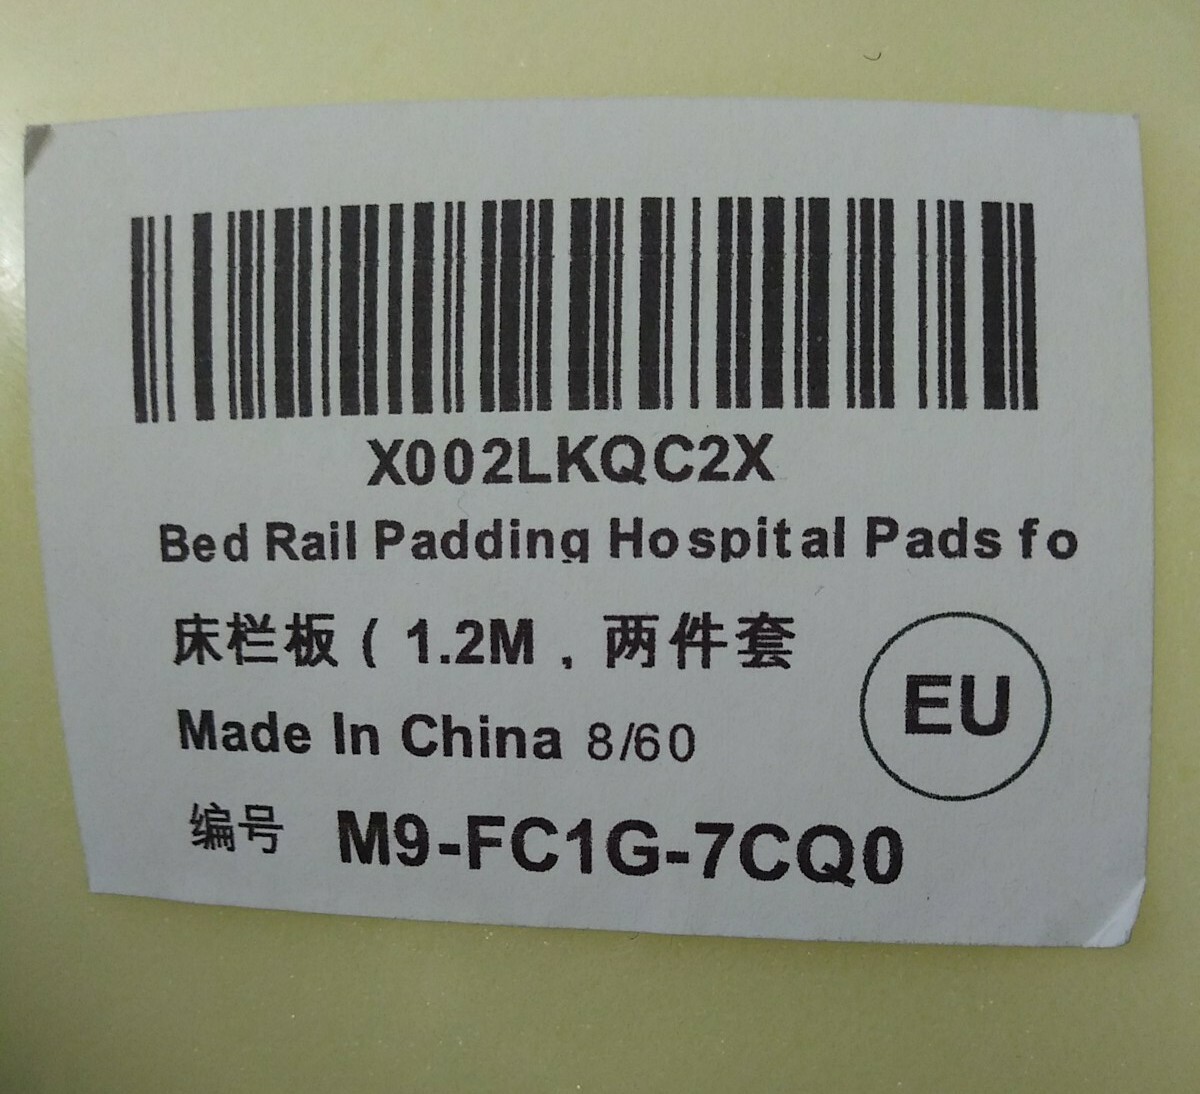 X002LKQC2X
Bed Rail Padding Hospital Pads fo
床栏板 ( 1.2M , 两件套
EU
Made In China 8/60
编号 M9-FC1G-7CQ0